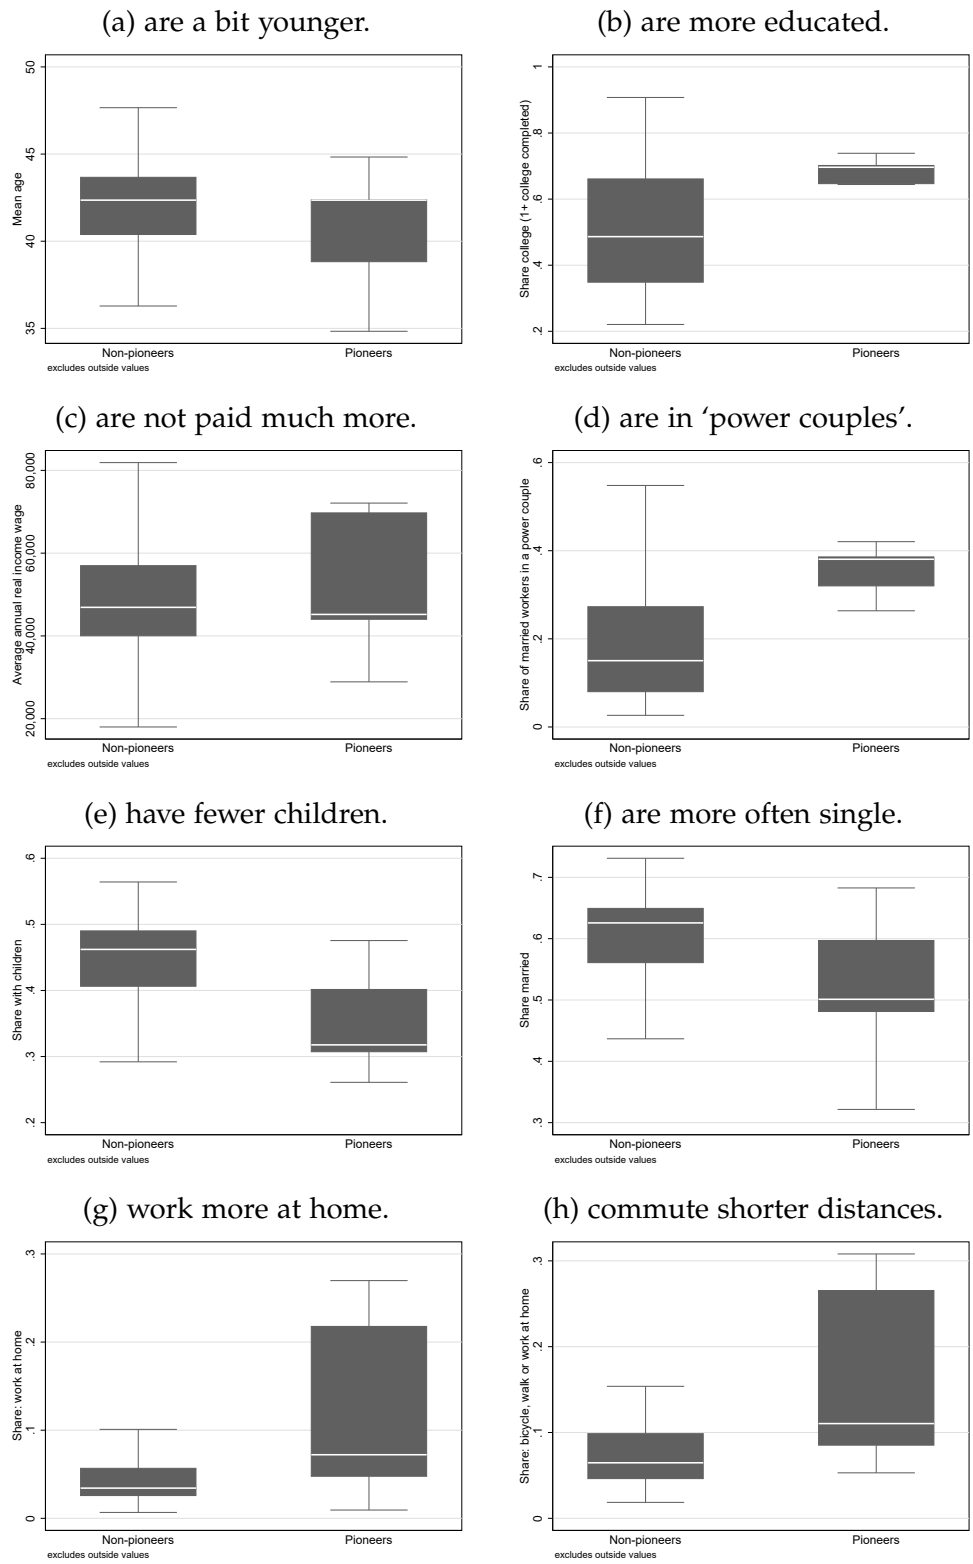 (a) are a bit younger.
Mean age
50
45
40
35
Non-pioneers
Pioneers
excludes outside values
(b) are more educated.
Share college (1+ college completed)
1
.8
.6
.4
.2
Non-pioneers
Pioneers
excludes outside values
(c) are not paid much more.
Average annual real income wage
80,000
60,000
40,000
20,000
Non-pioneers
Pioneers
excludes outside values
(d) are in ‘power couples’.
Share of married workers in a power couple
.6
.4
.2
0
Non-pioneers
Pioneers
excludes outside values
(e) have fewer children.
Share with children
.6
.5
.4
.3
.2
Non-pioneers
Pioneers
excludes outside values
(f) are more often single.
Share married
.7
.6
.5
.4
.3
Non-pioneers
Pioneers
excludes outside values
(g) work more at home.
Share: work at home
.3
.2
.1
0
Non-pioneers
Pioneers
excludes outside values
(h) commute shorter distances.
Share: bicycle, walk or work at home
.3
.2
.1
0
Non-pioneers
Pioneers
excludes outside values